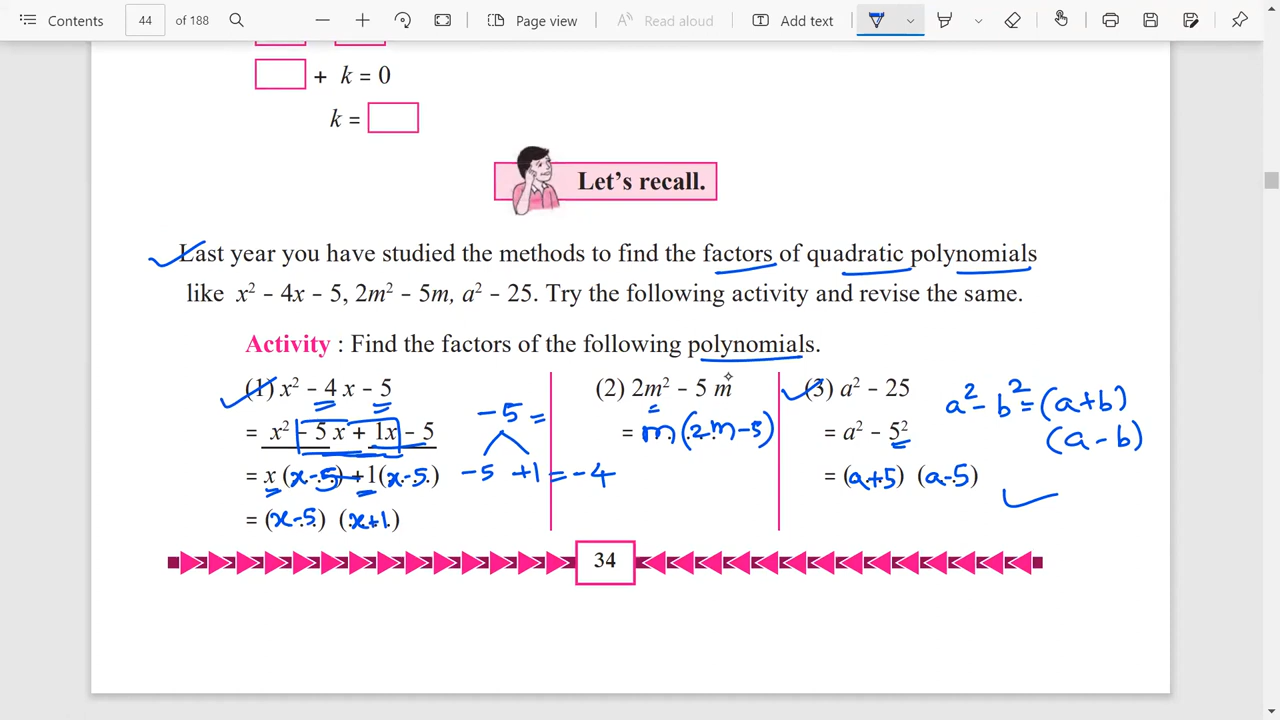 Contents 44 of 188 Page view Read aloud Add text
+ k = 0
k =
Let's recall.
Last year you have studied the methods to find the factors of quadratic polynomials
like x² − 4x − 5, 2m² − 5m, a² − 25. Try the following activity and revise the same.
Activity : Find the factors of the following polynomials.
(1) x² − 4 x − 5
= x² − 5 x + 1x − 5
= x (x-5) + 1(x-5)
= (x-5) (x+1)
-5 =
-5 +1 = -4
(2) 2m² − 5 m
= m(2m-5)
(3) a² − 25
= a² − 5²
= (a+5) (a-5)
a² - b² = (a+b)
(a-b)
34